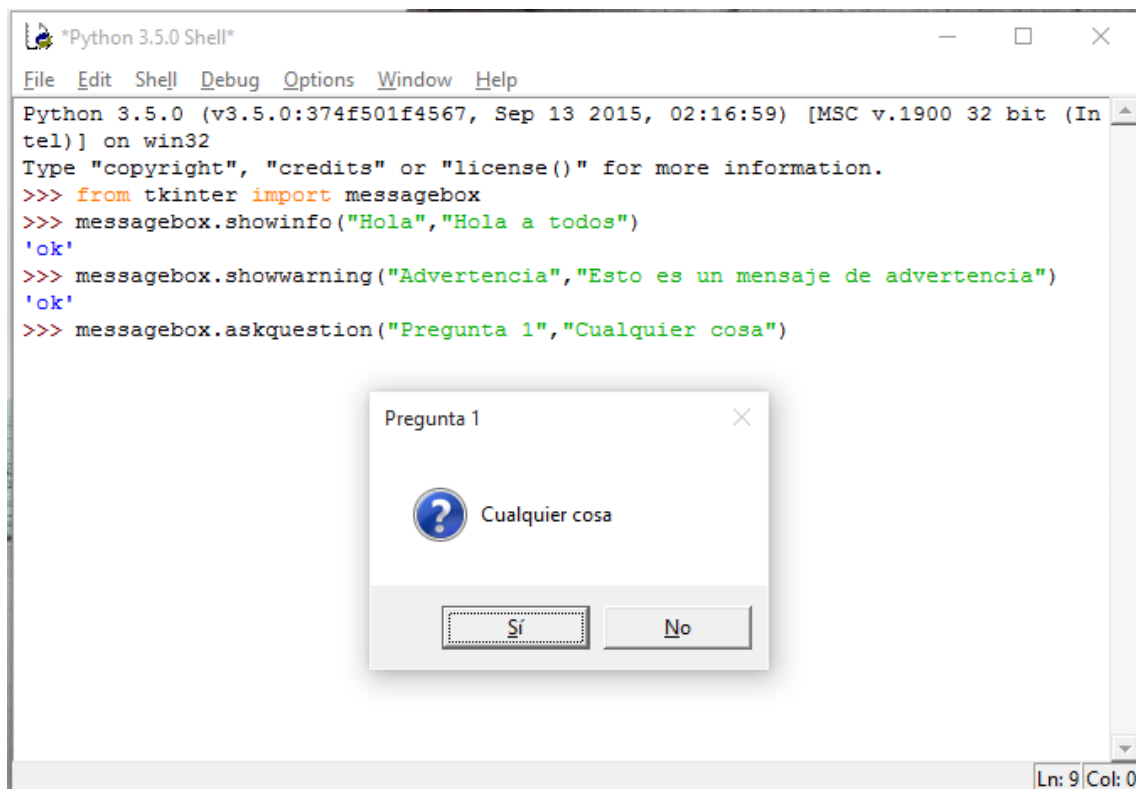 *Python 3.5.0 Shell*
File Edit Shell Debug Options Window Help
Python 3.5.0 (v3.5.0:374f501f4567, Sep 13 2015, 02:16:59) [MSC v.1900 32 bit (In
tel)] on win32
Type "copyright", "credits" or "license()" for more information.
>>> from tkinter import messagebox
>>> messagebox.showinfo("Hola","Hola a todos")
'ok'
>>> messagebox.showwarning("Advertencia","Esto es un mensaje de advertencia")
'ok'
>>> messagebox.askquestion("Pregunta 1","Cualquier cosa")
Pregunta 1
Cualquier cosa
Sí No
Ln: 9 Col: 0